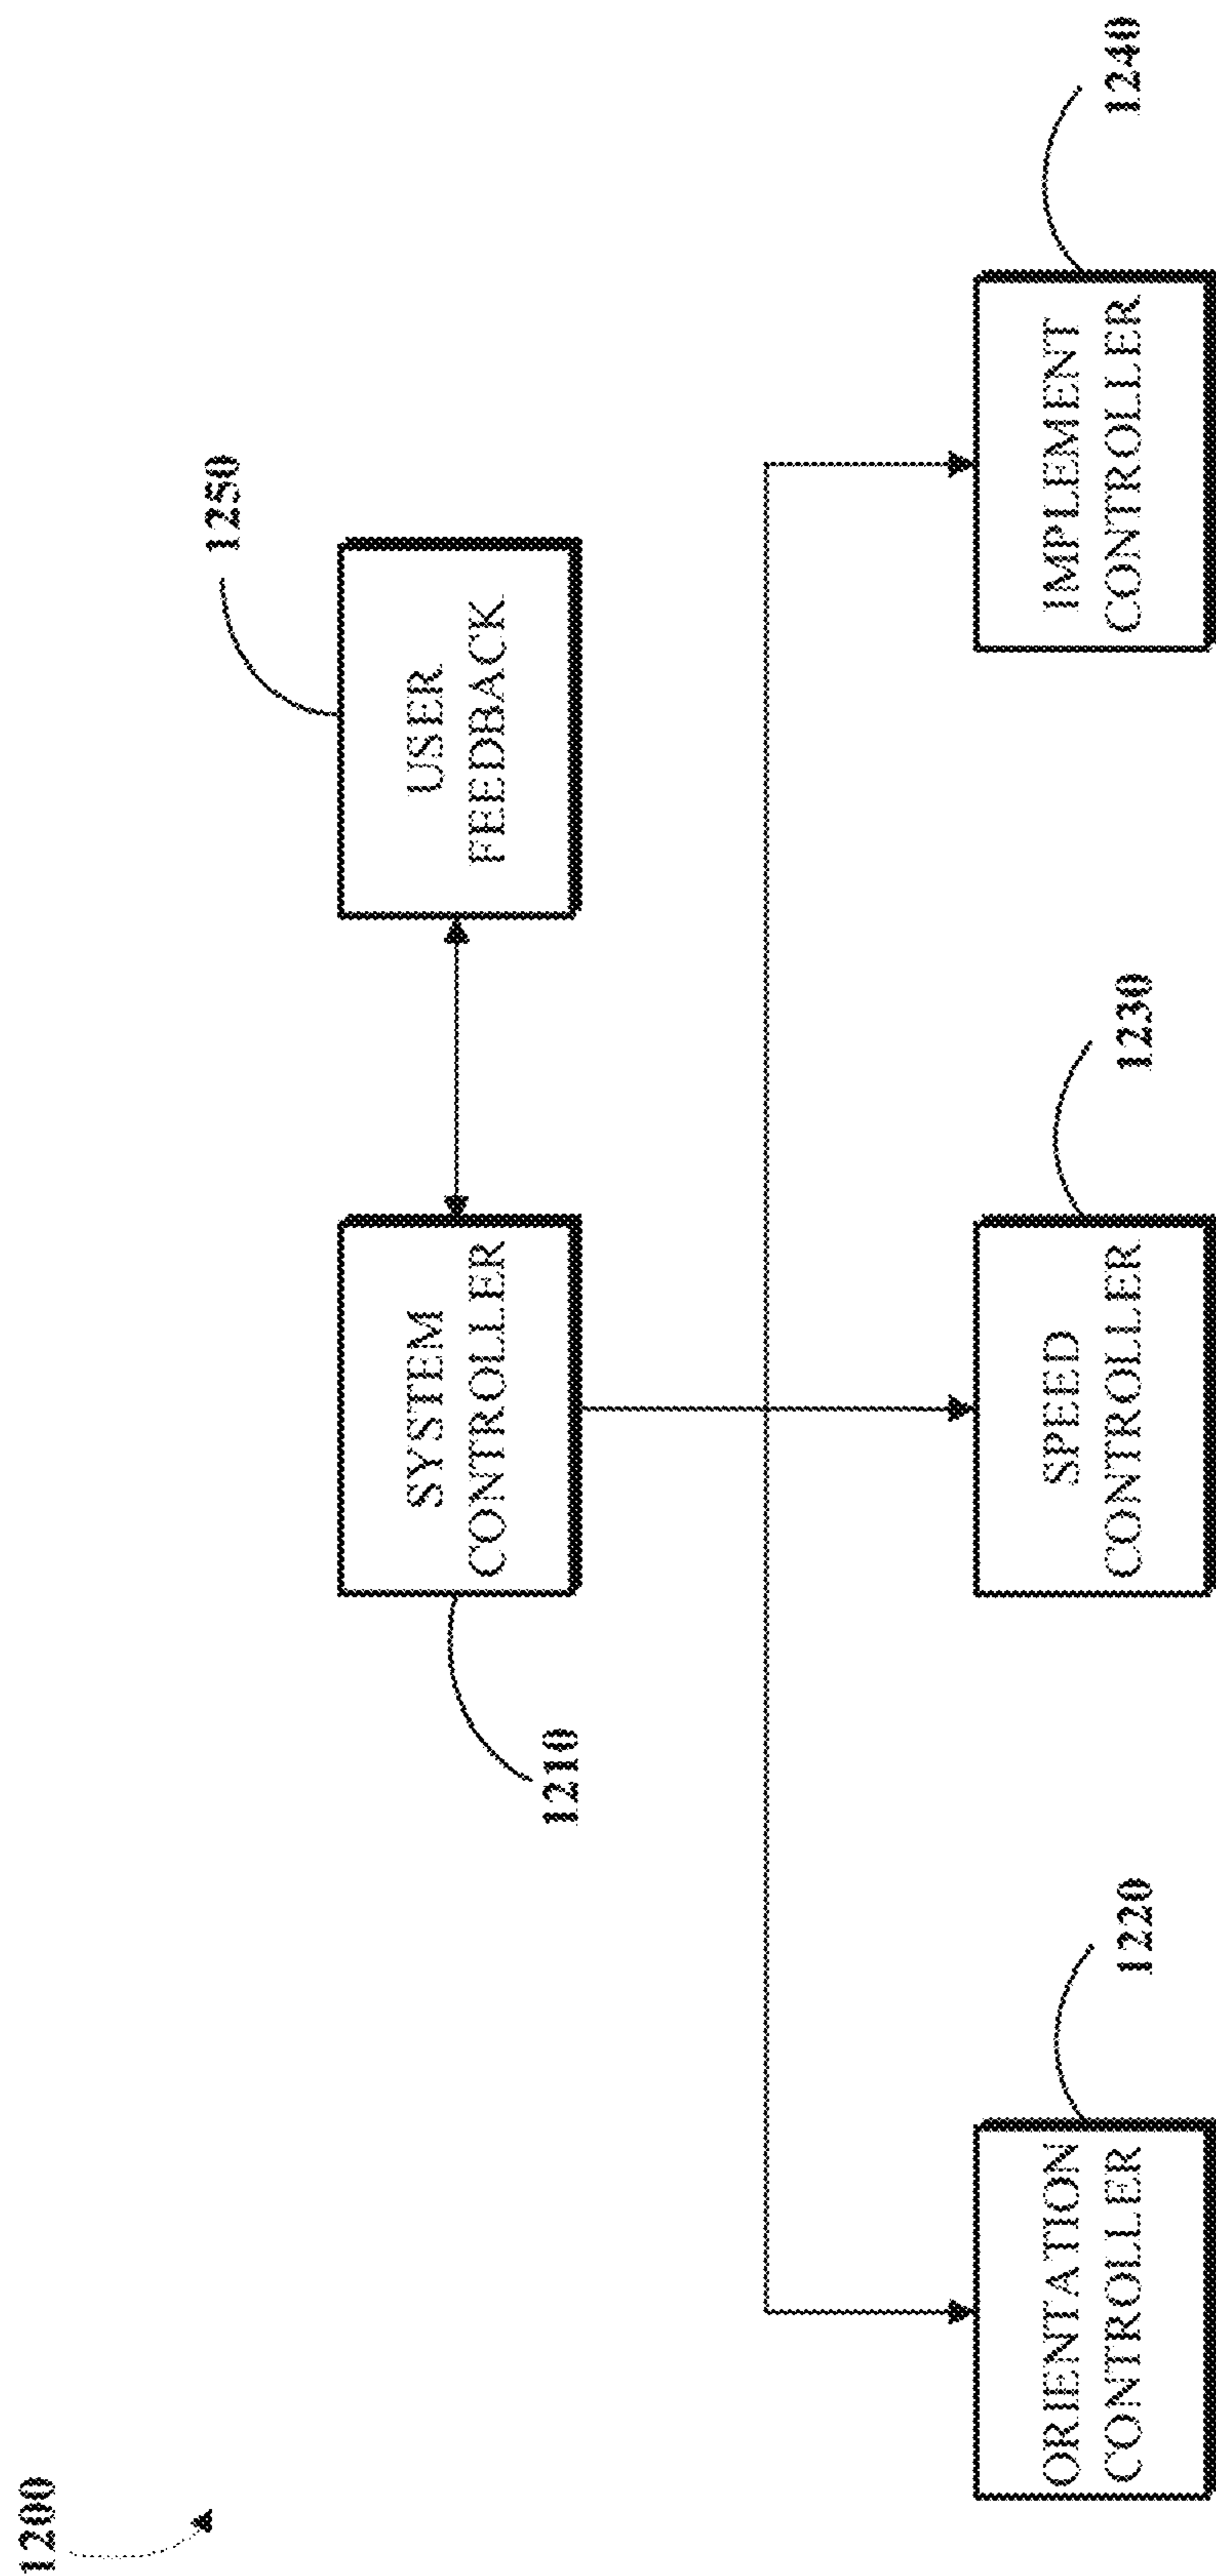 1200
1250
USER
FEEDBACK
SYSTEM
CONTROLLER
1210
1220
1230
1240
ORIENTATION
CONTROLLER
SPEED
CONTROLLER
IMPLEMENT
CONTROLLER